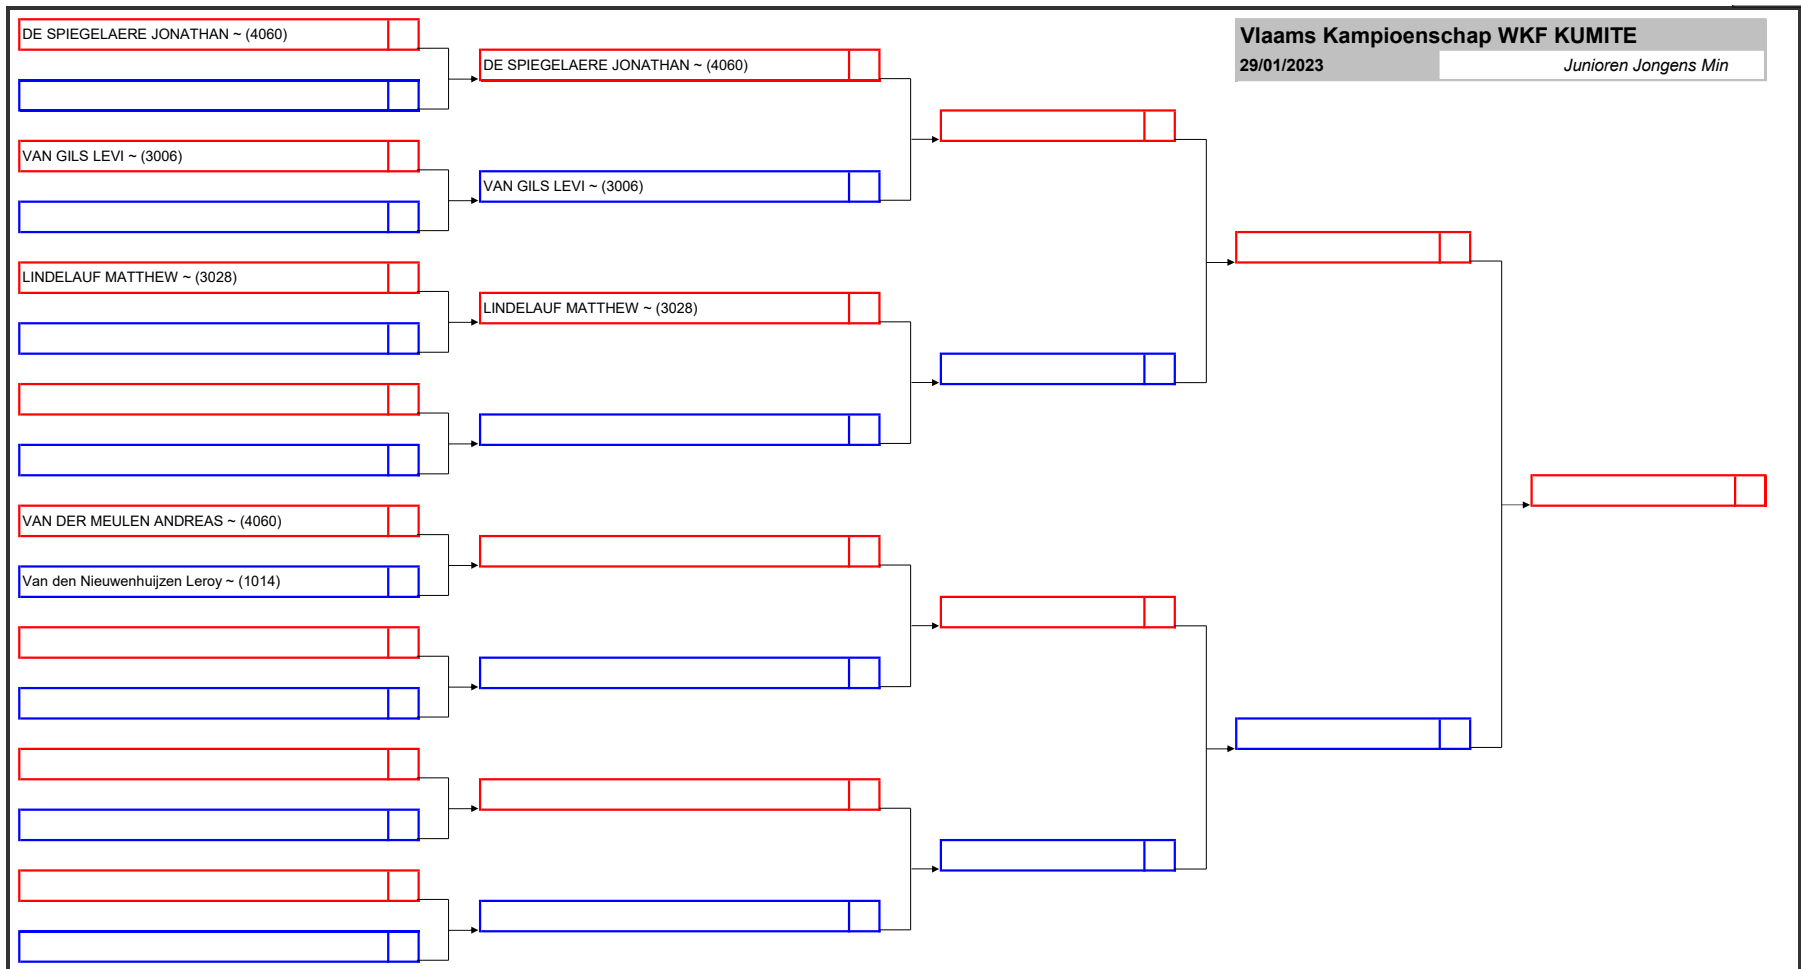 DE SPIEGELAERE JONATHAN ~ (4060)
VAN GILS LEVI ~ (3006)
LINDELAUF MATTHEW ~ (3028)
VAN DER MEULEN ANDREAS ~ (4060)
Van den Nieuwenhuijzen Leroy ~ (1014)
DE SPIEGELAERE JONATHAN ~ (4060)
VAN GILS LEVI ~ (3006)
LINDELAUF MATTHEW ~ (3028)
Vlaams Kampioenschap WKF KUMITE
29/01/2023 Junioren Jongens Min